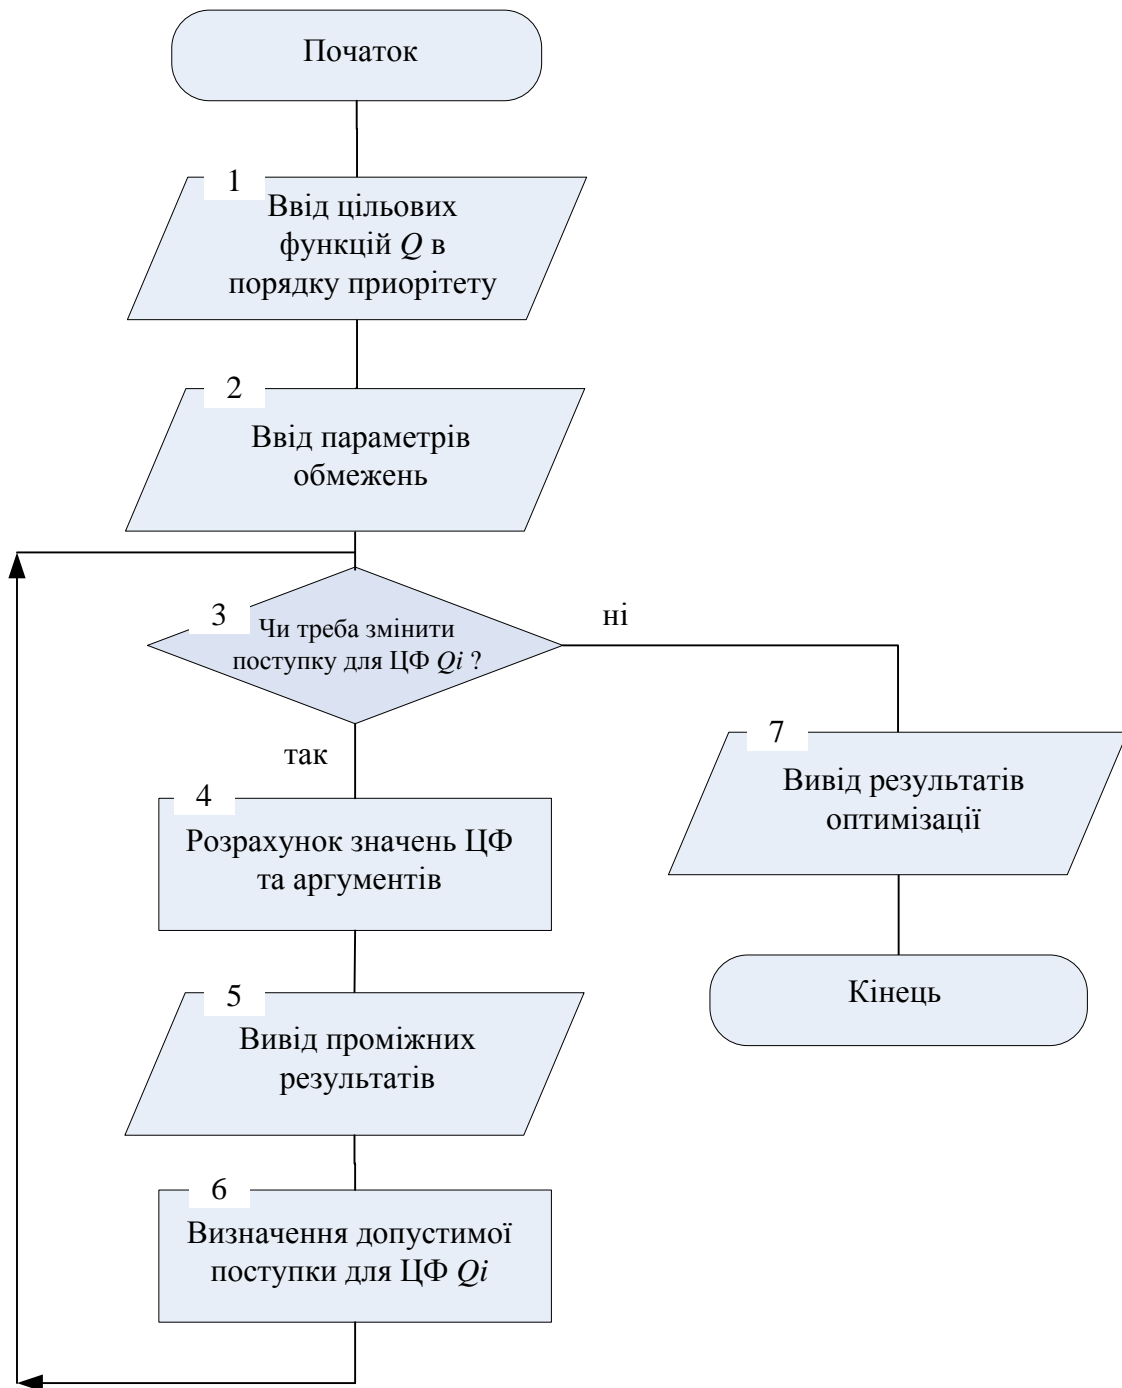 Початок
1
Ввід цільових
функцій Q в
порядку приорітету
2
Ввід параметрів
обмежень
3
Чи треба змінити
поступку для ЦФ Qi ?
ні
так
4
Розрахунок значень ЦФ
та аргументів
5
Вивід проміжних
результатів
6
Визначення допустимої
поступки для ЦФ Qi
7
Вивід результатів
оптимізації
Кінець